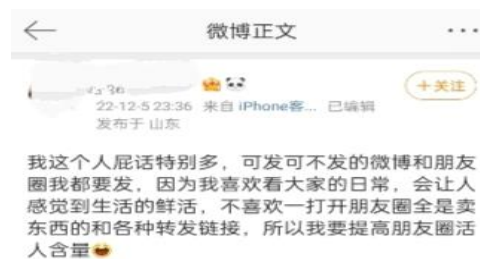 微博正文
+关注
22-12-5 23:36 来自 iPhone客... 已编辑
发布于 山东
我这个人屁话特别多，可发可不发的微博和朋友
圈我都要发，因为我喜欢看大家的日常，会让人
感觉到生活的鲜活，不喜欢一打开朋友圈全是卖
东西的和各种转发链接，所以我要提高朋友圈活
人含量